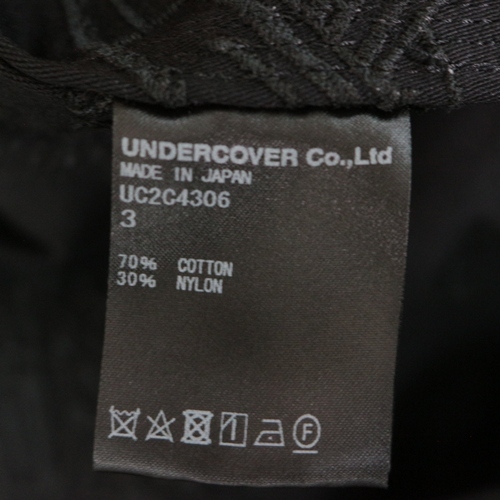 UNDERCOVER Co.,Ltd
MADE IN JAPAN
UC2C4306
3
70% COTTON
30% NYLON
F